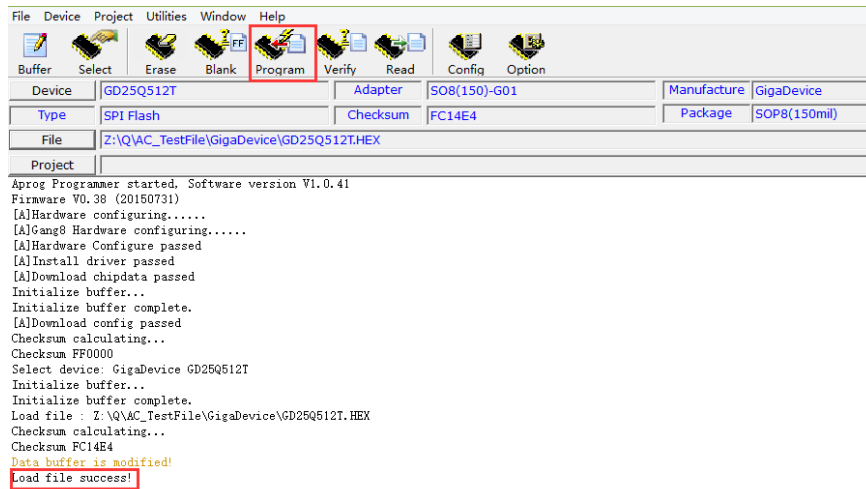 File Device Project Utilities Window Help
FF
Buffer Select Erase Blank Program Verify Read Config Option
Device GD25Q512T Adapter SO8(150)-G01 Manufacture GigaDevice
Type SPI Flash Checksum FC14E4 Package SOP8(150mil)
File Z:\Q\AC_TestFile\GigaDevice\GD25Q512T.HEX
Project
Aprog Programmer started, Software version V1.0.41
Firmware V0.38 (20150731)
[A]Hardware configuring......
[A]Gang8 Hardware configuring......
[A]Hardware Configure passed
[A]Install driver passed
[A]Download chipdata passed
Initialize buffer...
Initialize buffer complete.
[A]Download config passed
Checksum calculating...
Checksum FF0000
Select device: GigaDevice GD25Q512T
Initialize buffer...
Initialize buffer complete.
Load file : Z:\Q\AC_TestFile\GigaDevice\GD25Q512T.HEX
Checksum calculating...
Checksum FC14E4
Data buffer is modified!
Load file success!